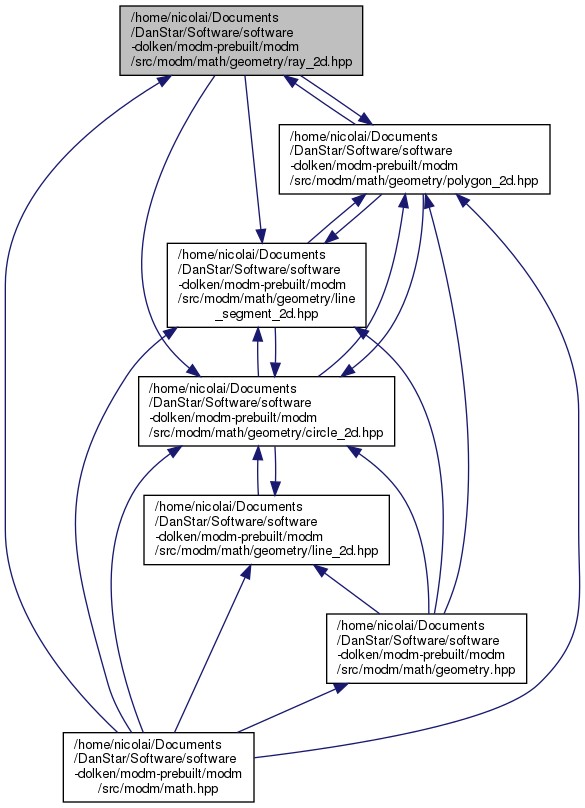 /home/nicolai/Documents
/DanStar/Software/software
-dolken/modm-prebuilt/modm
/src/modm/math/geometry/ray_2d.hpp
/home/nicolai/Documents
/DanStar/Software/software
-dolken/modm-prebuilt/modm
/src/modm/math/geometry/polygon_2d.hpp
/home/nicolai/Documents
/DanStar/Software/software
-dolken/modm-prebuilt/modm
/src/modm/math/geometry/line
_segment_2d.hpp
/home/nicolai/Documents
/DanStar/Software/software
-dolken/modm-prebuilt/modm
/src/modm/math/geometry/circle_2d.hpp
/home/nicolai/Documents
/DanStar/Software/software
-dolken/modm-prebuilt/modm
/src/modm/math/geometry/line_2d.hpp
/home/nicolai/Documents
/DanStar/Software/software
-dolken/modm-prebuilt/modm
/src/modm/math/geometry.hpp
/home/nicolai/Documents
/DanStar/Software/software
-dolken/modm-prebuilt/modm
/src/modm/math.hpp